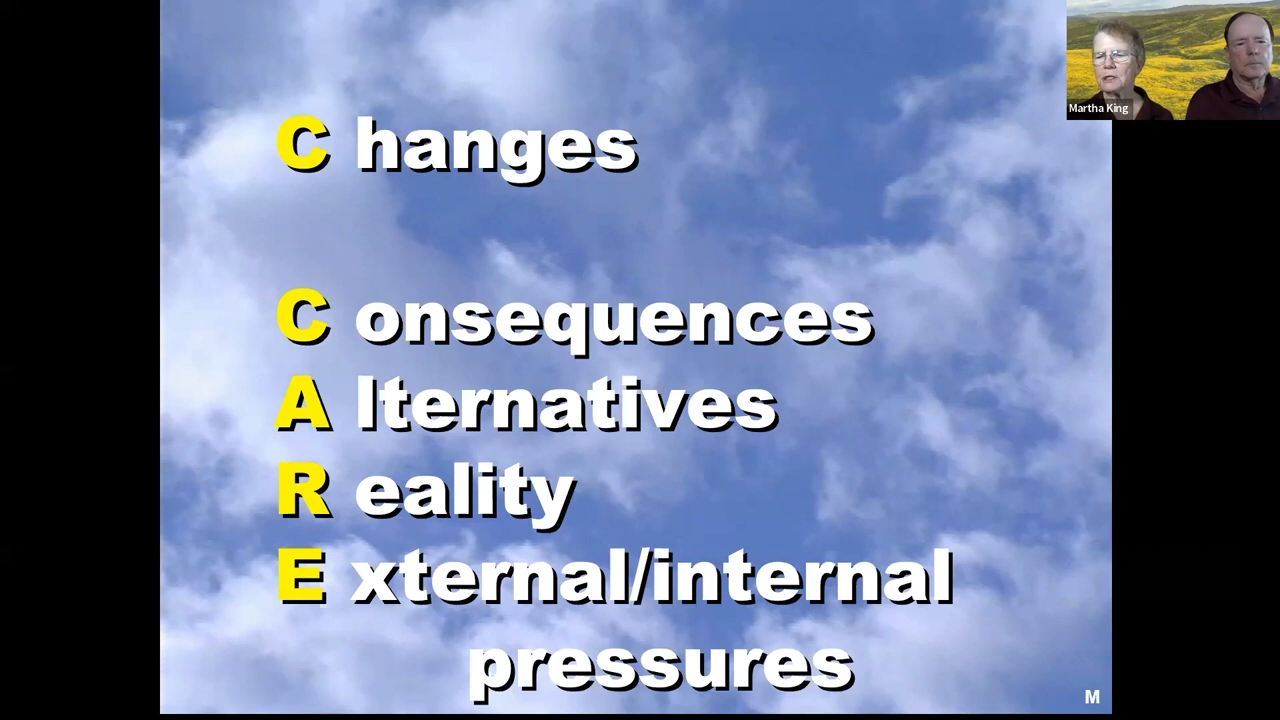 C hanges
C onsequences
A lternatives
R eality
E xternal/internal
pressures
M
Martha King